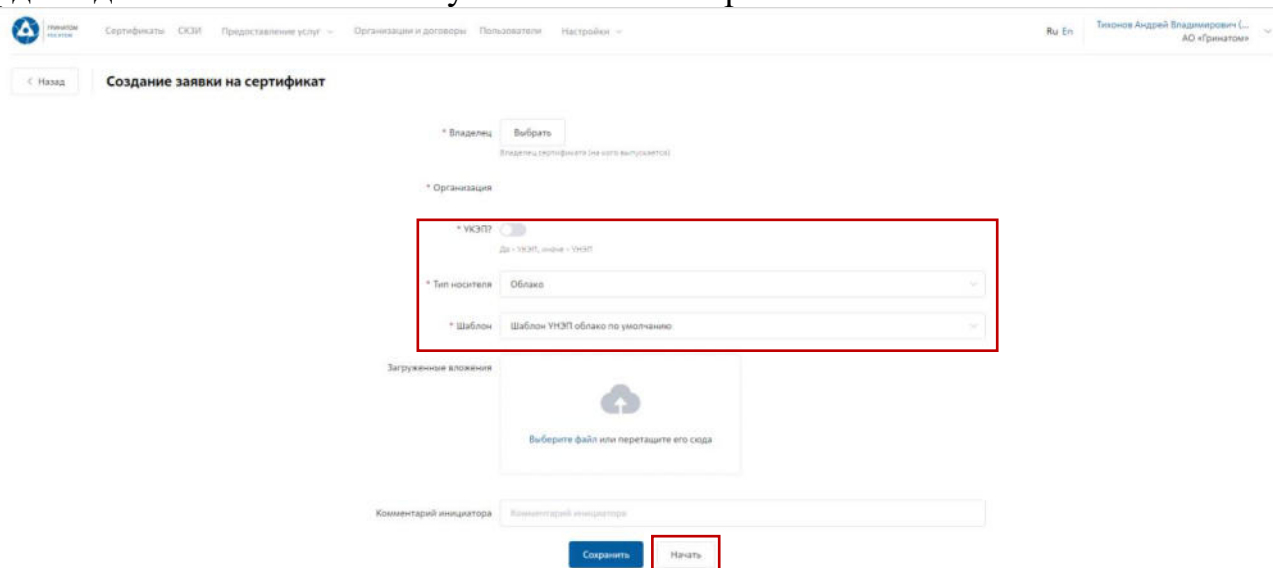 ГРИНАТОМ
РОСАТОМ
Сертификаты СКЗИ Предоставление услуг Организации и договоры Пользователи Настройки
Ru En
Тихонов Андрей Владимирович (...
АО «Гринатом»
< Назад
Создание заявки на сертификат
* Владелец Выбрать
Владелец сертификата (на кого выпускается)
* Организация
* УКЭП?
Да - УКЭП, иначе - УНЭП
* Тип носителя Облако
* Шаблон Шаблон УНЭП облако по умолчанию
Загруженные вложения
Выберите файл или перетащите его сюда
Комментарий инициатора Комментарий инициатора
Сохранить Начать